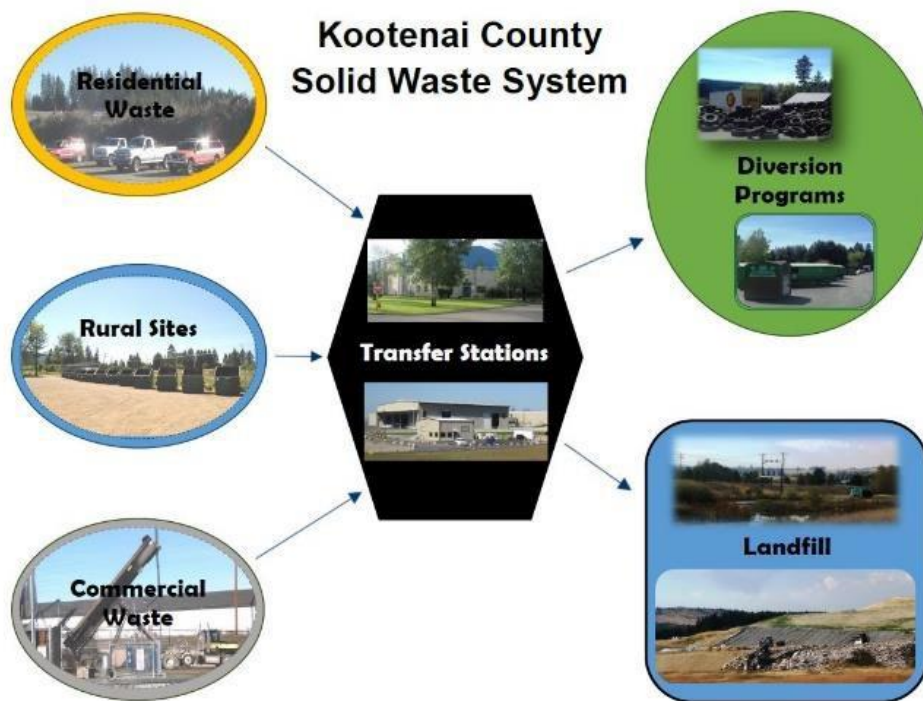 Kootenai County
Solid Waste System
Residential
Waste
Diversion
Programs
Rural Sites
Transfer Stations
Landfill
Commercial
Waste